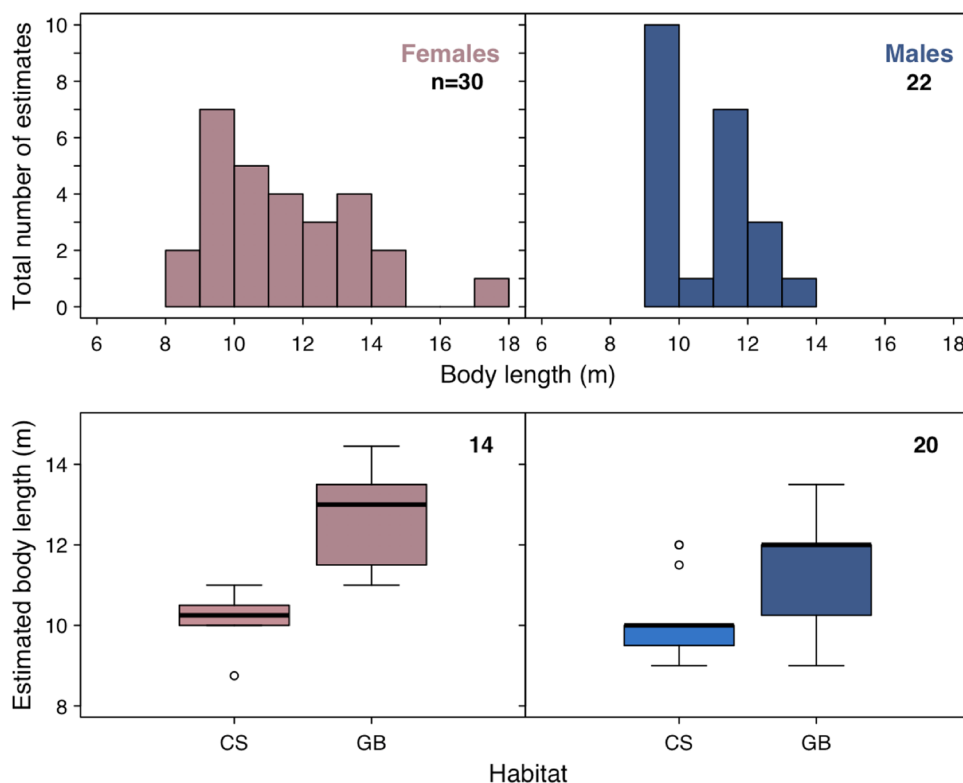 Total number of estimates
10
8
6
4
2
0
Females
n=30
Males
22
6 8 10 12 14 16 18 6 8 10 12 14 16 18
Body length (m)
Estimated body length (m)
14
12
10
8
14
20
CS GB CS GB
Habitat